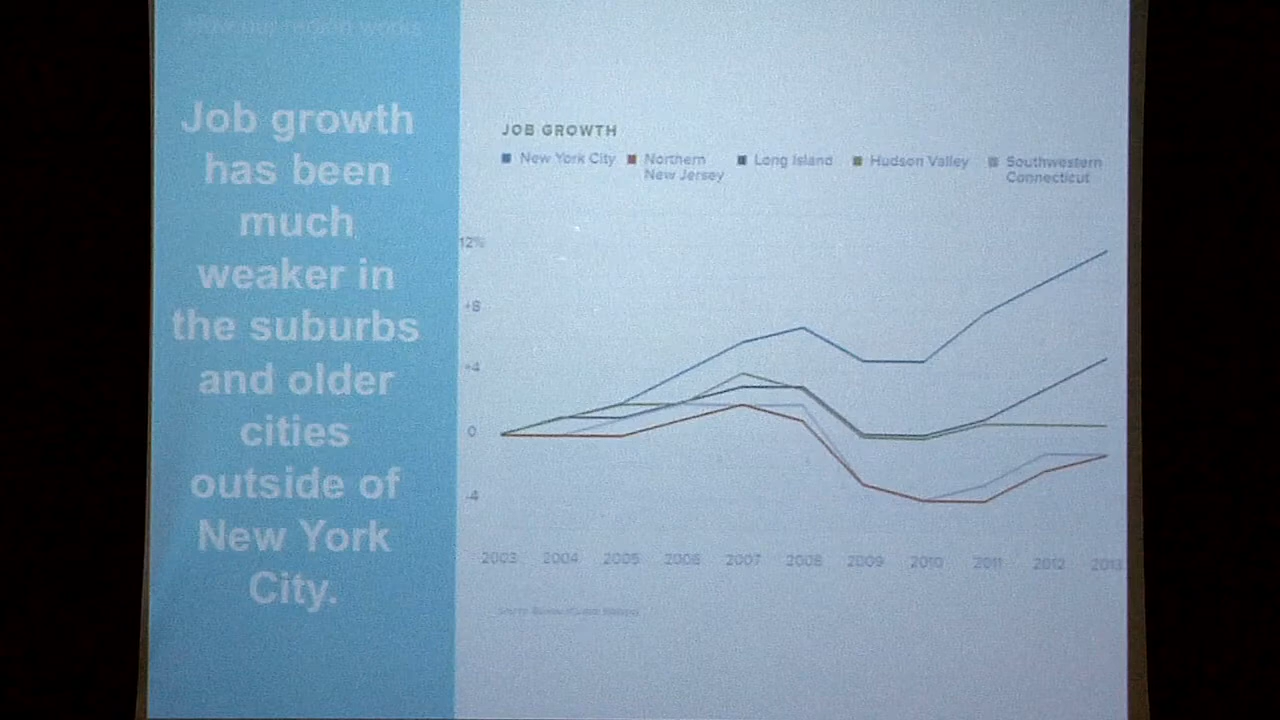 Job growth
has been
much
weaker in
the suburbs
and older
cities
outside of
New York
City.
JOB GROWTH
New York City
Northern
New Jersey
Long Island
Hudson Valley
Southwestern
Connecticut
12%
+8
+4
0
-4
2003 2004 2005 2006 2007 2008 2009 2010 2011 2012 2013